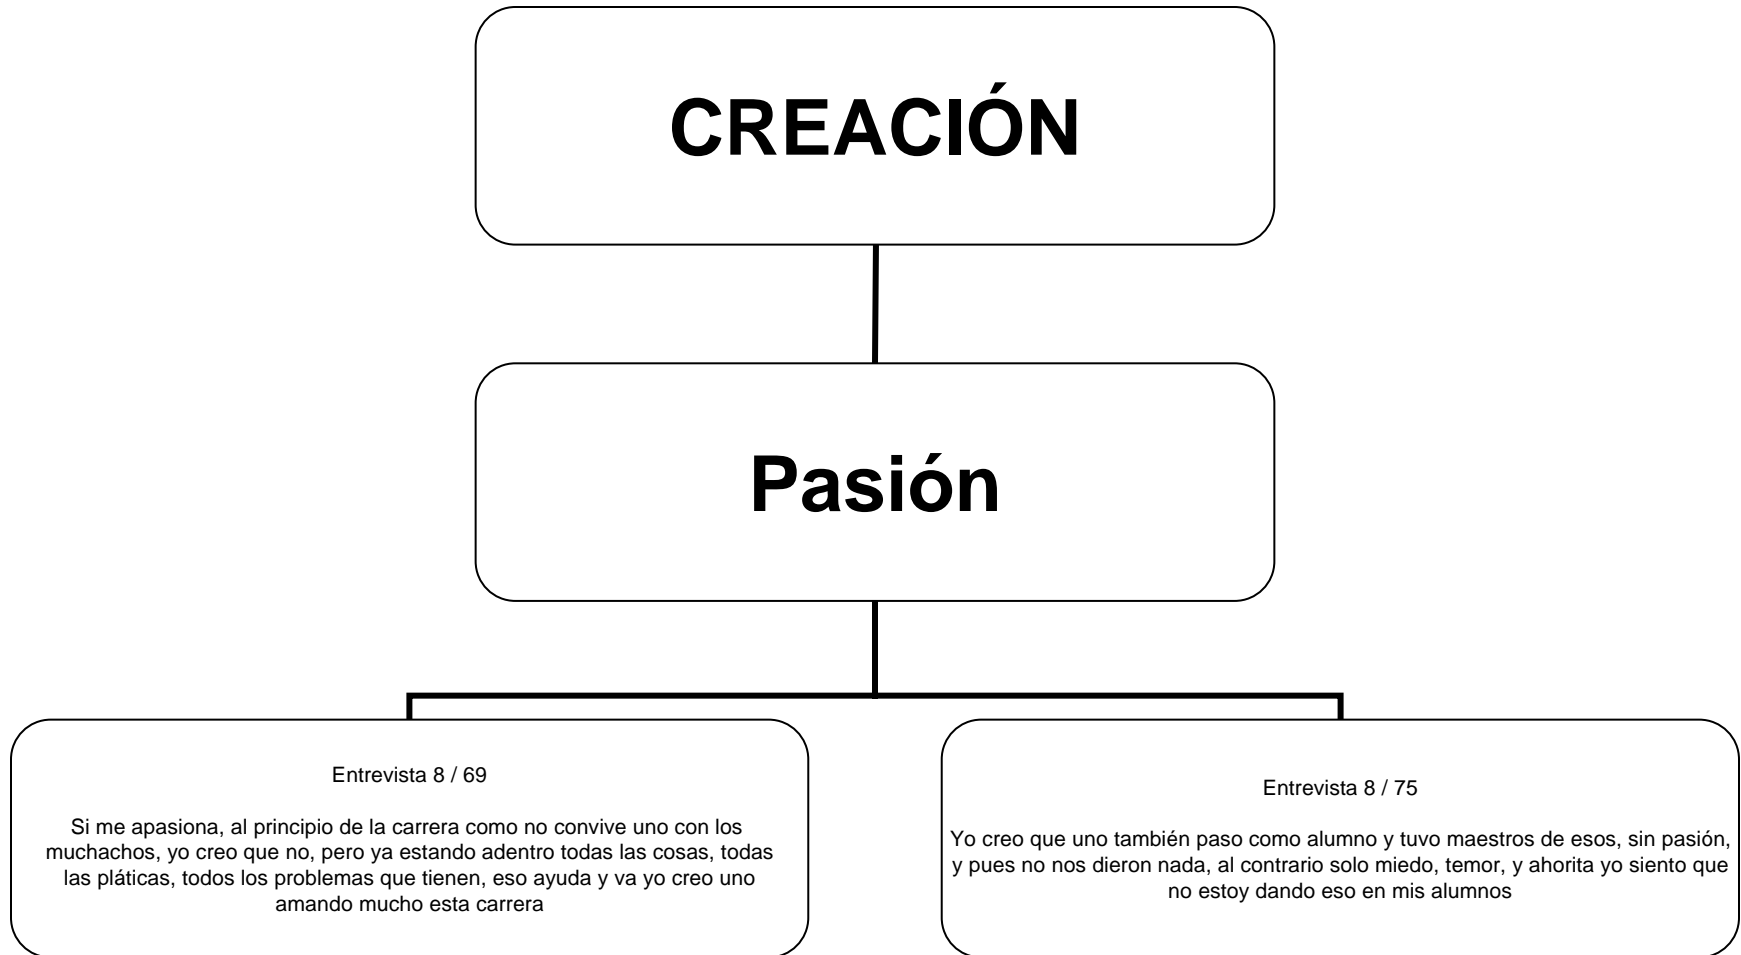 CREACIÓN
Pasión
Entrevista 8 / 69
Si me apasiona, al principio de la carrera como no convive uno con los
muchachos, yo creo que no, pero ya estando adentro todas las cosas, todas
las pláticas, todos los problemas que tienen, eso ayuda y va yo creo uno
amando mucho esta carrera
Entrevista 8 / 75
Yo creo que uno también paso como alumno y tuvo maestros de esos, sin pasión,
y pues no nos dieron nada, al contrario solo miedo, temor, y ahorita yo siento que
no estoy dando eso en mis alumnos